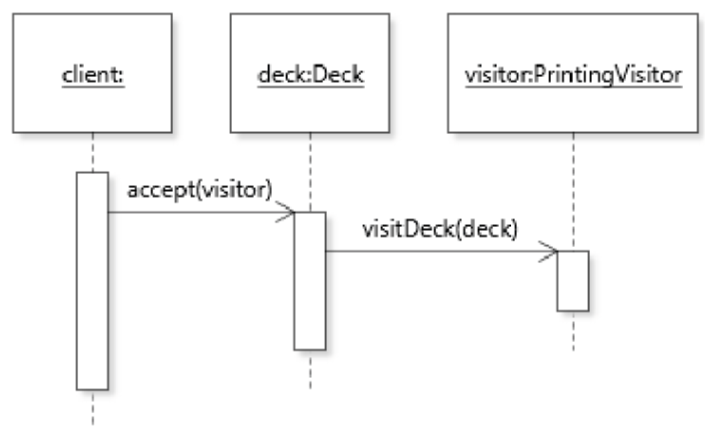 client:
deck:Deck
visitor:PrintingVisitor
accept(visitor)
visitDeck(deck)